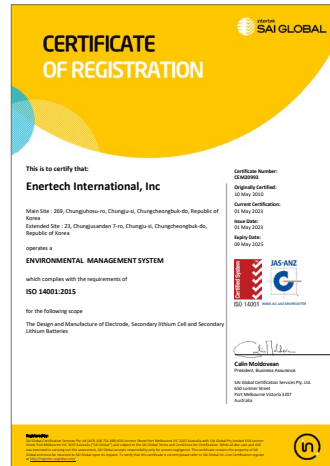 intertek
SAI GLOBAL
CERTIFICATE
OF REGISTRATION
This is to certify that:
Enertech International, Inc
Main Site : 269, Chungjuhosu-ro, Chungju-si, Chungcheongbuk-do, Republic of
Korea
Extended Site : 23, Chungjusandan 7-ro, Chungju-si, Chungcheongbuk-do,
Republic of Korea
operates a
ENVIRONMENTAL MANAGEMENT SYSTEM
which complies with the requirements of
ISO 14001:2015
for the following scope
The Design and Manufacture of Electrode, Secondary lithium Cell and Secondary
Lithium Batteries
Certificate Number:
CEM20993
Originally Certified:
10 May 2010
Current Certification:
01 May 2023
Issue Date:
01 May 2023
Expiry Date:
09 May 2025
Certified System
JAS-ANZ
ISO 14001
Calin Moldovean
President, Business Assurance
SAI Global Certification Services Pty. Ltd.
650 Lorimer Street
Port Melbourne Victoria 3207
Australia
in